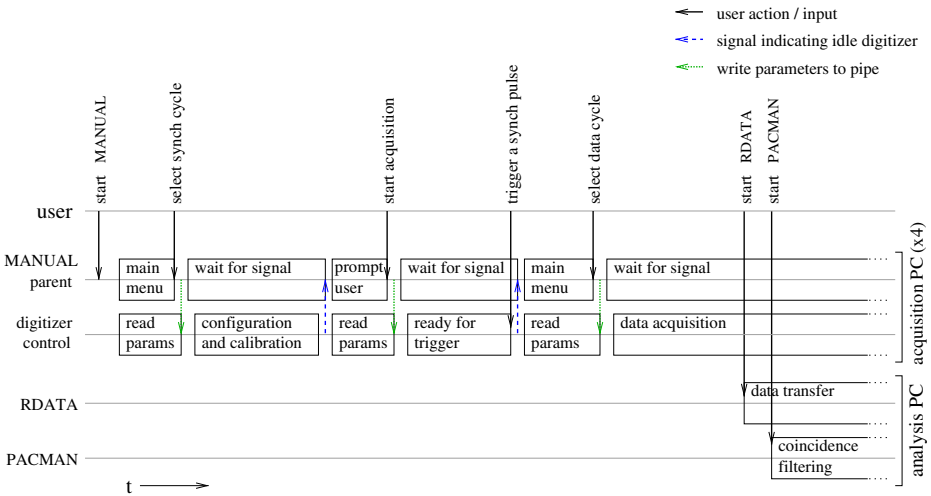 user action / input
signal indicating idle digitizer
write parameters to pipe
start MANUAL
select synch cycle
start acquisition
trigger a synch pulse
select data cycle
start RDATA
start PACMAN
user
MANUAL
parent
main
menu
wait for signal
prompt
user
wait for signal
main
menu
wait for signal
digitizer
control
read
params
configuration
and calibration
read
params
ready for
trigger
read
params
data acquisition
acquisition PC (x4)
RDATA
data transfer
PACMAN
coincidence
filtering
analysis PC
t